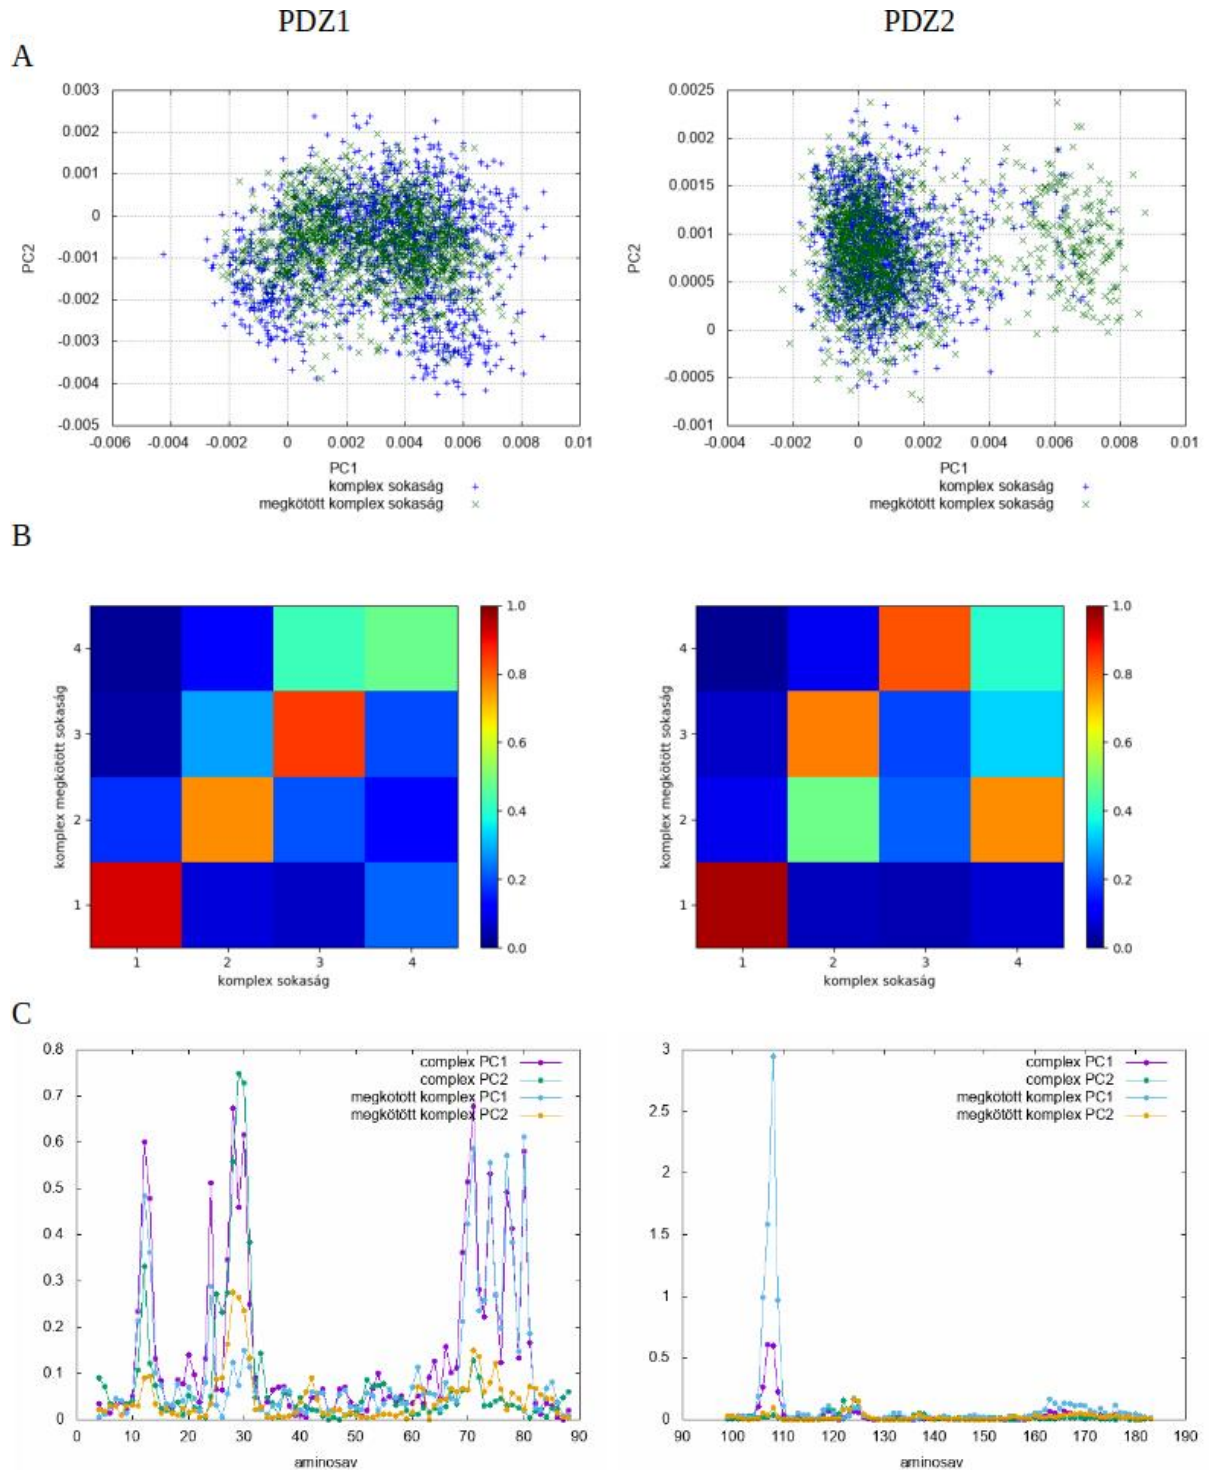 PDZ1 PDZ2
A
0.003
0.002
0.001
0
-0.001
-0.002
-0.003
-0.004
-0.005
PC2
-0.006 -0.004 -0.002 0 0.002 0.004 0.006 0.008 0.01
PC1
komplex sokaság
megkötött komplex sokaság
0.0025
0.002
0.0015
0.001
0.0005
0
-0.0005
-0.001
PC2
-0.004 -0.002 0 0.002 0.004 0.006 0.008 0.01
PC1
komplex sokaság
megkötött komplex sokaság
B
4
3
2
1
komplex megkötött sokaság
1 2 3 4
komplex sokaság
1.0
0.8
0.6
0.4
0.2
0.0
4
3
2
1
komplex megkötött sokaság
1 2 3 4
komplex sokaság
1.0
0.8
0.6
0.4
0.2
0.0
C
0.8
0.7
0.6
0.5
0.4
0.3
0.2
0.1
0
complex PC1
complex PC2
megkötött komplex PC1
megkötött komplex PC2
0 10 20 30 40 50 60 70 80 90
aminosav
3
2.5
2
1.5
1
0.5
0
complex PC1
complex PC2
megkötött komplex PC1
megkötött komplex PC2
90 100 110 120 130 140 150 160 170 180 190
aminosav